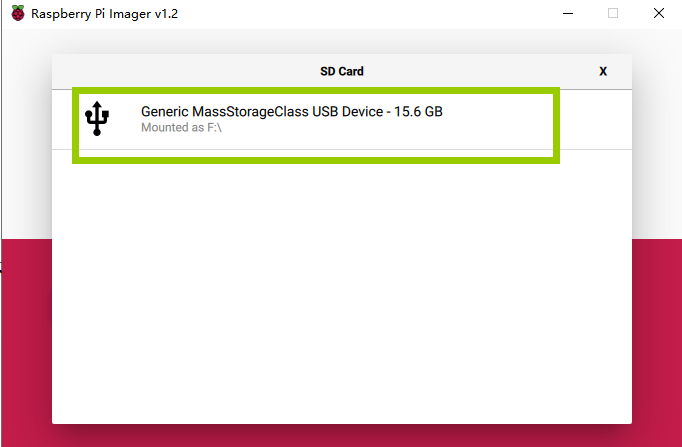 Raspberry Pi Imager v1.2
SD Card X
Generic MassStorageClass USB Device - 15.6 GB
Mounted as F:\